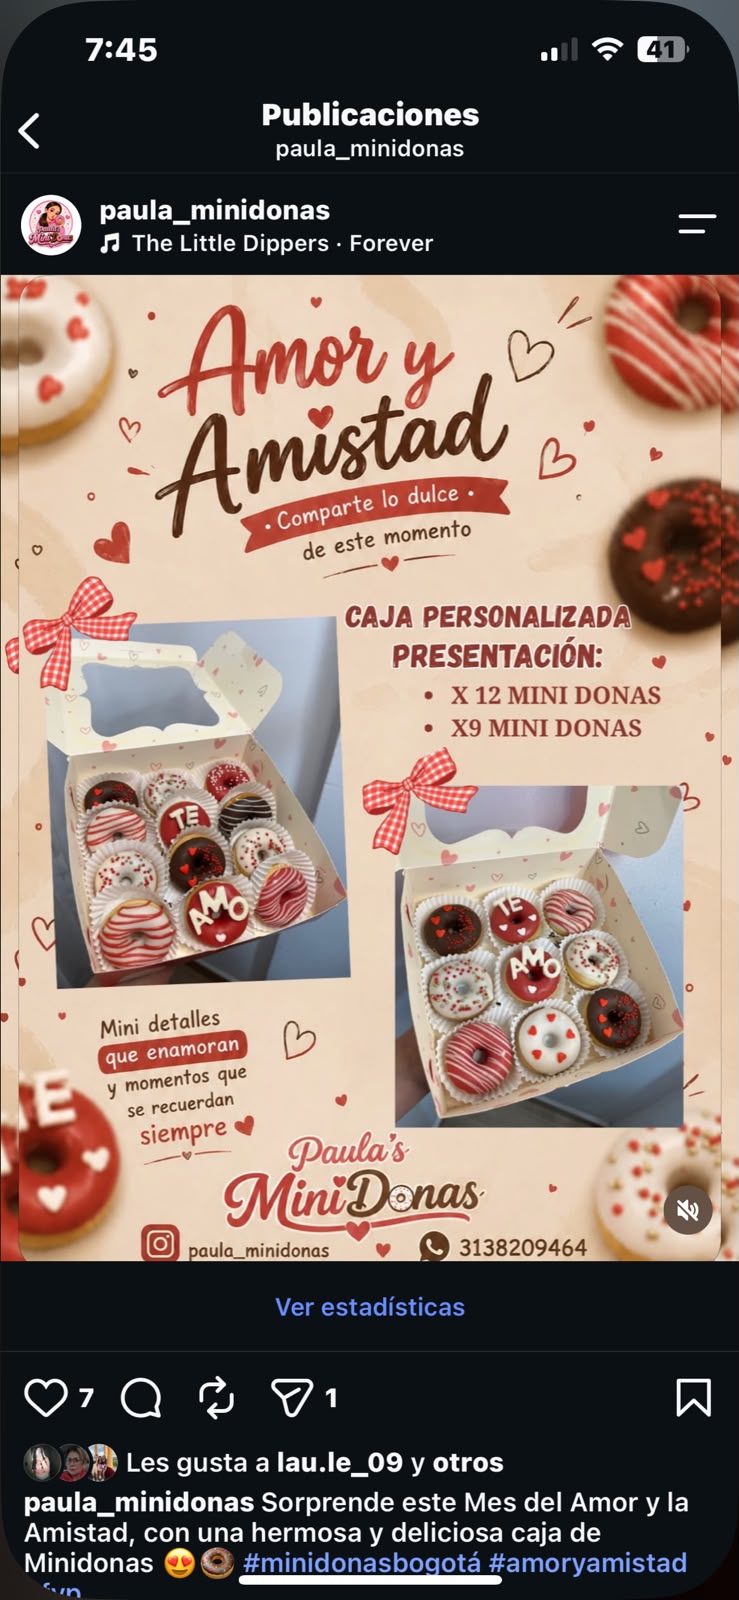 7:45
41
Publicaciones
paula_minidonas
paula_minidonas
The Little Dippers · Forever
Amor y
Amistad
• Comparte lo dulce •
de este momento
CAJA PERSONALIZADA
PRESENTACIÓN:
• X 12 MINI DONAS
• X9 MINI DONAS
TE
AMO
TE
AMO
Mini detalles
que enamoran
y momentos que
se recuerdan
siempre
Paula's
MiniDonas
paula_minidonas
3138209464
Ver estadísticas
7
1
Les gusta a lau.le_09 y otros
paula_minidonas Sorprende este Mes del Amor y la
Amistad, con una hermosa y deliciosa caja de
Minidonas 😍🍩 #minidonasbogotá #amoryamistad